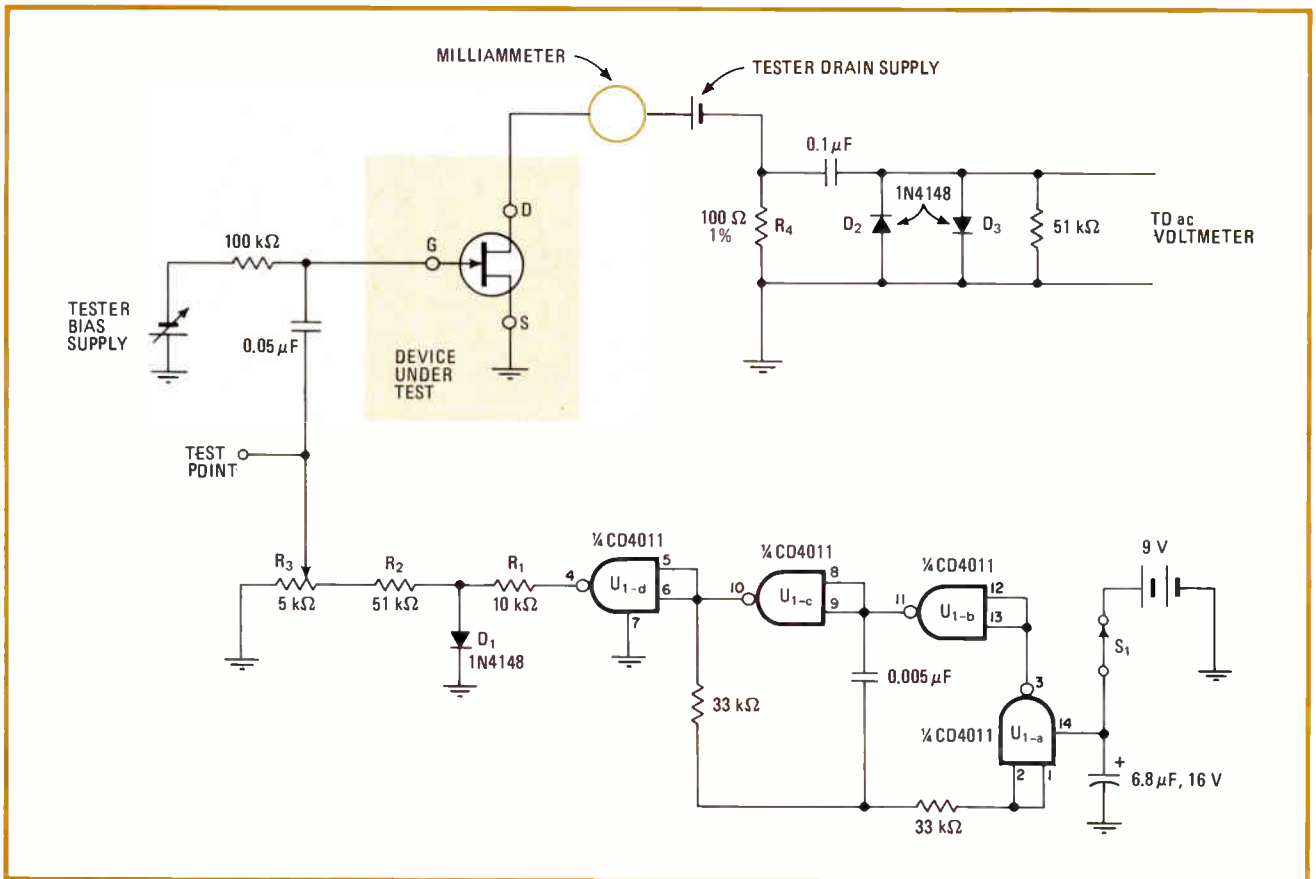 MILLIAMMETER
TESTER DRAIN SUPPLY
0.1 μF
1N4148
100 Ω
1%
R4
D2
D3
51 kΩ
TO ac
VOLTMETER
100 kΩ
G
D
S
TESTER
BIAS
SUPPLY
0.05 μF
DEVICE
UNDER
TEST
TEST
POINT
R3
5 kΩ
R2
51 kΩ
R1
10 kΩ
D1
1N4148
¼ CD4011
4
U1-d
5
6
7
¼ CD4011
10
U1-c
8
9
¼ CD4011
11
U1-b
12
13
9 V
S1
33 kΩ
0.005 μF
3
¼ CD4011
U1-a
14
2
1
+
6.8 μF, 16 V
33 kΩ